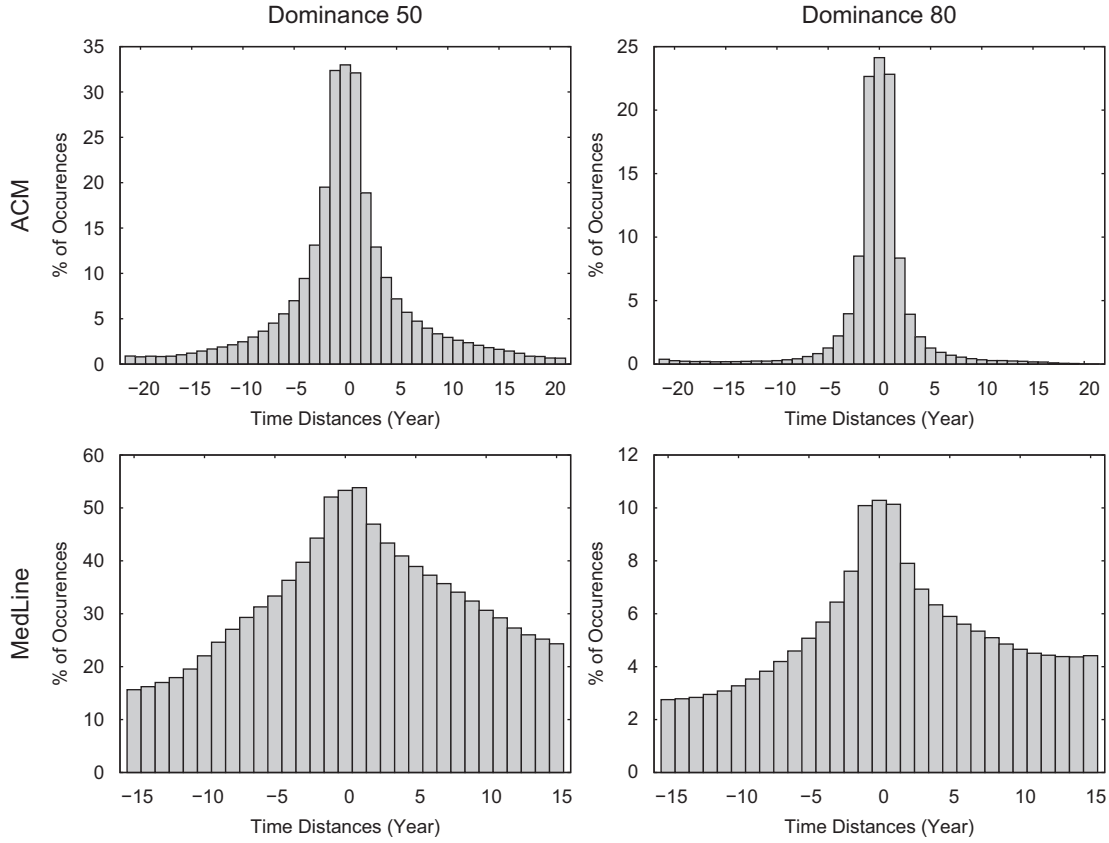 Dominance 50
Dominance 80
ACM
% of Occurences
35
30
25
20
15
10
5
0
−20 −15 −10 −5 0 5 10 15 20
Time Distances (Year)
% of Occurences
25
20
15
10
5
0
−20 −15 −10 −5 0 5 10 15 20
Time Distances (Year)
MedLine
% of Occurences
60
50
40
30
20
10
0
−15 −10 −5 0 5 10 15
Time Distances (Year)
% of Occurences
12
10
8
6
4
2
0
−15 −10 −5 0 5 10 15
Time Distances (Year)